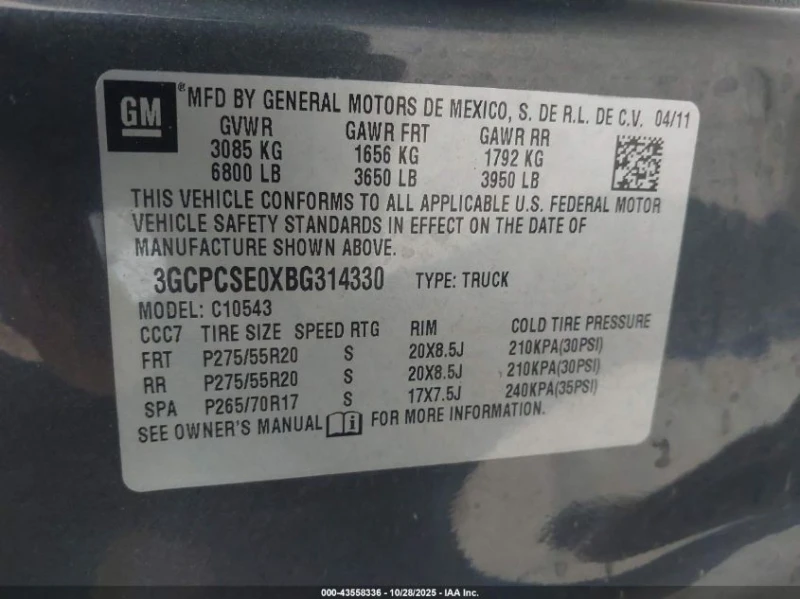 GM ® MFD BY GENERAL MOTORS DE MEXICO, S. DE R.L. DE C.V. 04/11
GVWR GAWR FRT GAWR RR
3085 KG 1656 KG 1792 KG
6800 LB 3650 LB 3950 LB
THIS VEHICLE CONFORMS TO ALL APPLICABLE U.S. FEDERAL MOTOR
VEHICLE SAFETY STANDARDS IN EFFECT ON THE DATE OF
MANUFACTURE SHOWN ABOVE.
3GCPCSE0XBG314330 TYPE: TRUCK
MODEL: C10543
CCC7 TIRE SIZE SPEED RTG RIM COLD TIRE PRESSURE
FRT P275/55R20 S 20X8.5J 210KPA(30PSI)
RR P275/55R20 S 20X8.5J 210KPA(30PSI)
SPA P265/70R17 S 17X7.5J 240KPA(35PSI)
SEE OWNER'S MANUAL i FOR MORE INFORMATION.
000-43558336 - 10/28/2025 - IAA Inc.